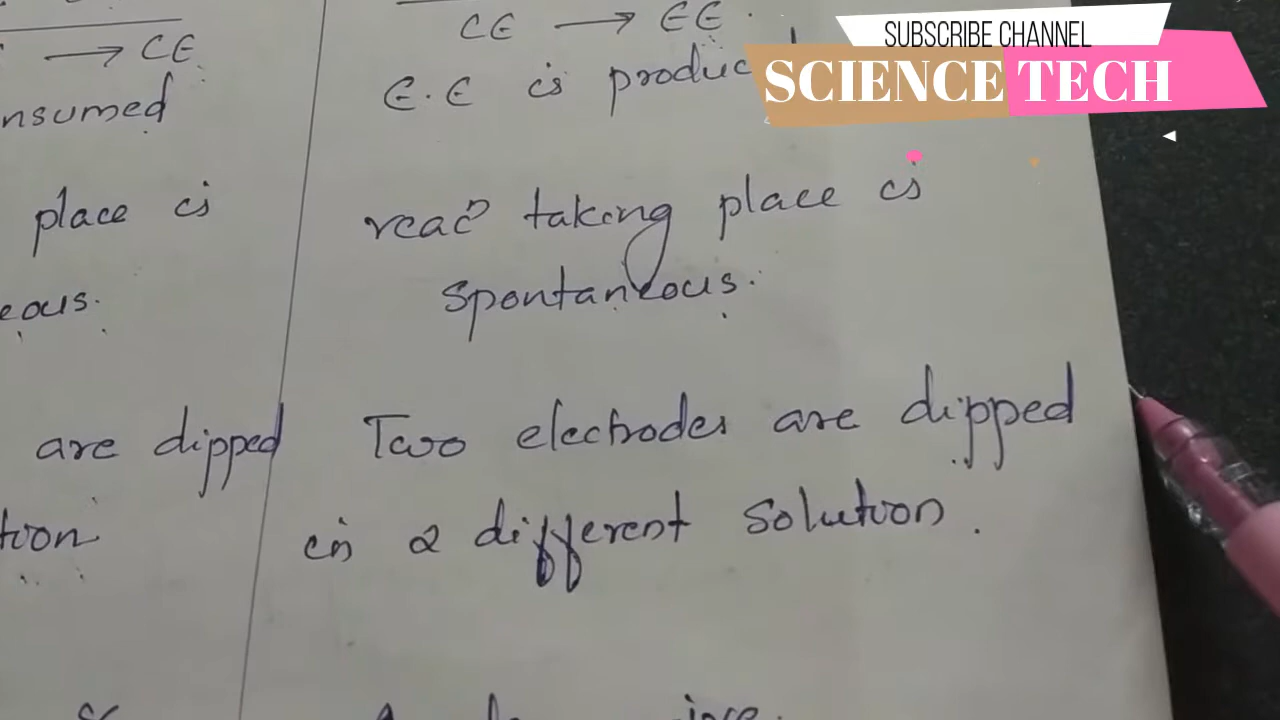 → CE
CE → EE.
SUBSCRIBE CHANNEL
SCIENCE TECH
nsumed
E.E is produc
place is
reacⁿ taking place is
eous.
spontaneous.
are dipped
Two electrodes are dipped
tion
in 2 different solution.